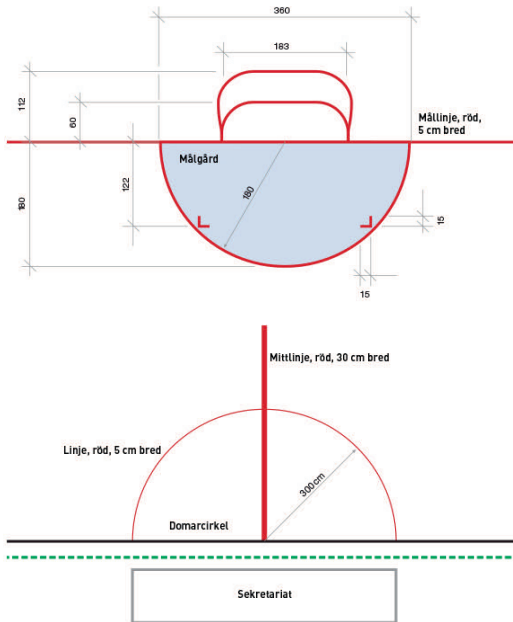 360
183
112
60
Mållinje, röd,
5 cm bred
Målgård
180
122
180
15
15
Mittlinje, röd, 30 cm bred
Linje, röd, 5 cm bred
300cm
Domarcirkel
Sekretariat